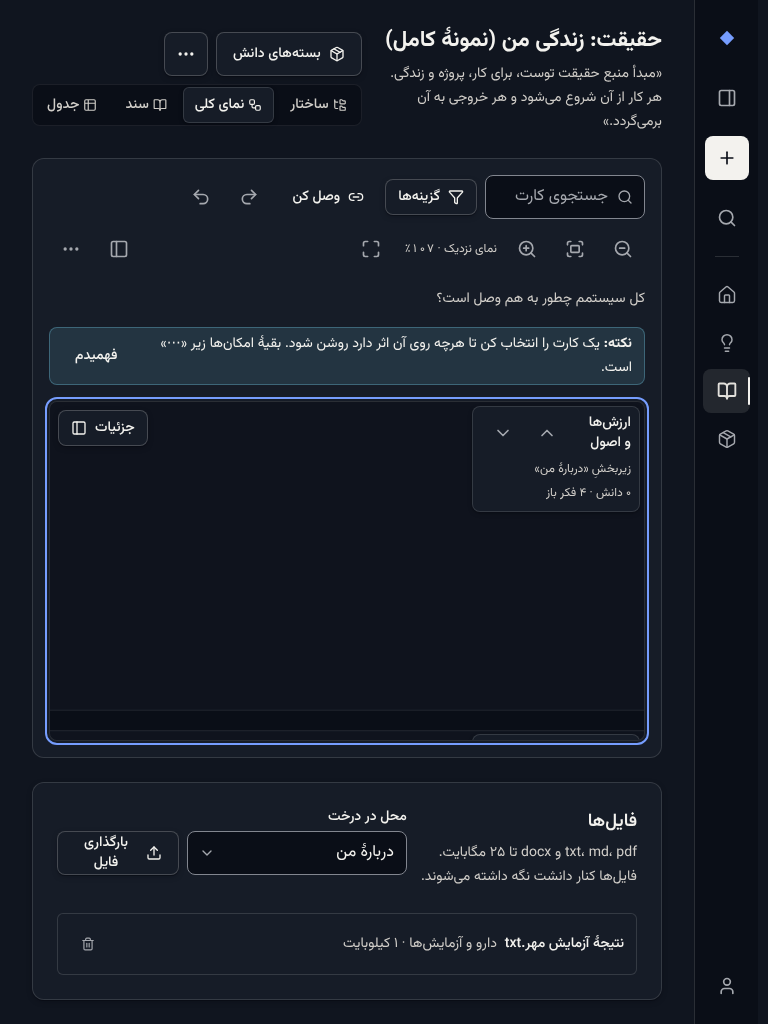 حقیقت: زندگی من (نمونهٔ کامل)
«مبدأ منبع حقیقت توست، برای کار، پروژه و زندگی.
هر کار از آن شروع می‌شود و هر خروجی به آن
برمی‌گردد.»
بسته‌های دانش
ساختار
نمای کلی
سند
جدول
جستجوی کارت
گزینه‌ها
وصل کن
نمای نزدیک · ۱۰۷٪
کل سیستمم چطور به هم وصل است؟
نکته: یک کارت را انتخاب کن تا هرچه روی آن اثر دارد روشن شود. بقیهٔ امکان‌ها زیر «⋯»
است.
فهمیدم
ارزش‌ها
و اصول
زیربخشِ «دربارهٔ من»
۰ دانش · ۴ فکر باز
جزئیات
فایل‌ها
txt، md، pdf و docx تا ۲۵ مگابایت.
فایل‌ها کنار دانشت نگه داشته می‌شوند.
محل در درخت
دربارهٔ من
بارگذاری
فایل
نتیجهٔ آزمایش مهر.txt دارو و آزمایش‌ها · ۱ کیلوبایت